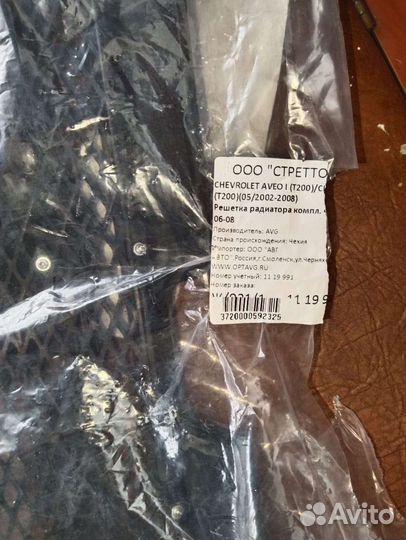 ООО "СТРЕТТО
CHEVROLET AVEO I (T200)/
(T200)(05/2002-2008)
Решетка радиатора компл.
06-08
Производитель: AVG
Страна происхождения: Чехия
Импортер: ООО "АВГ
ВТО" Россия,г.Смоленск,ул.Черняхо
WWW.OPTAVG.RU
Номер учетный: 11 19 991
Номер заказа:
11 19 9
3720000592325
Avito